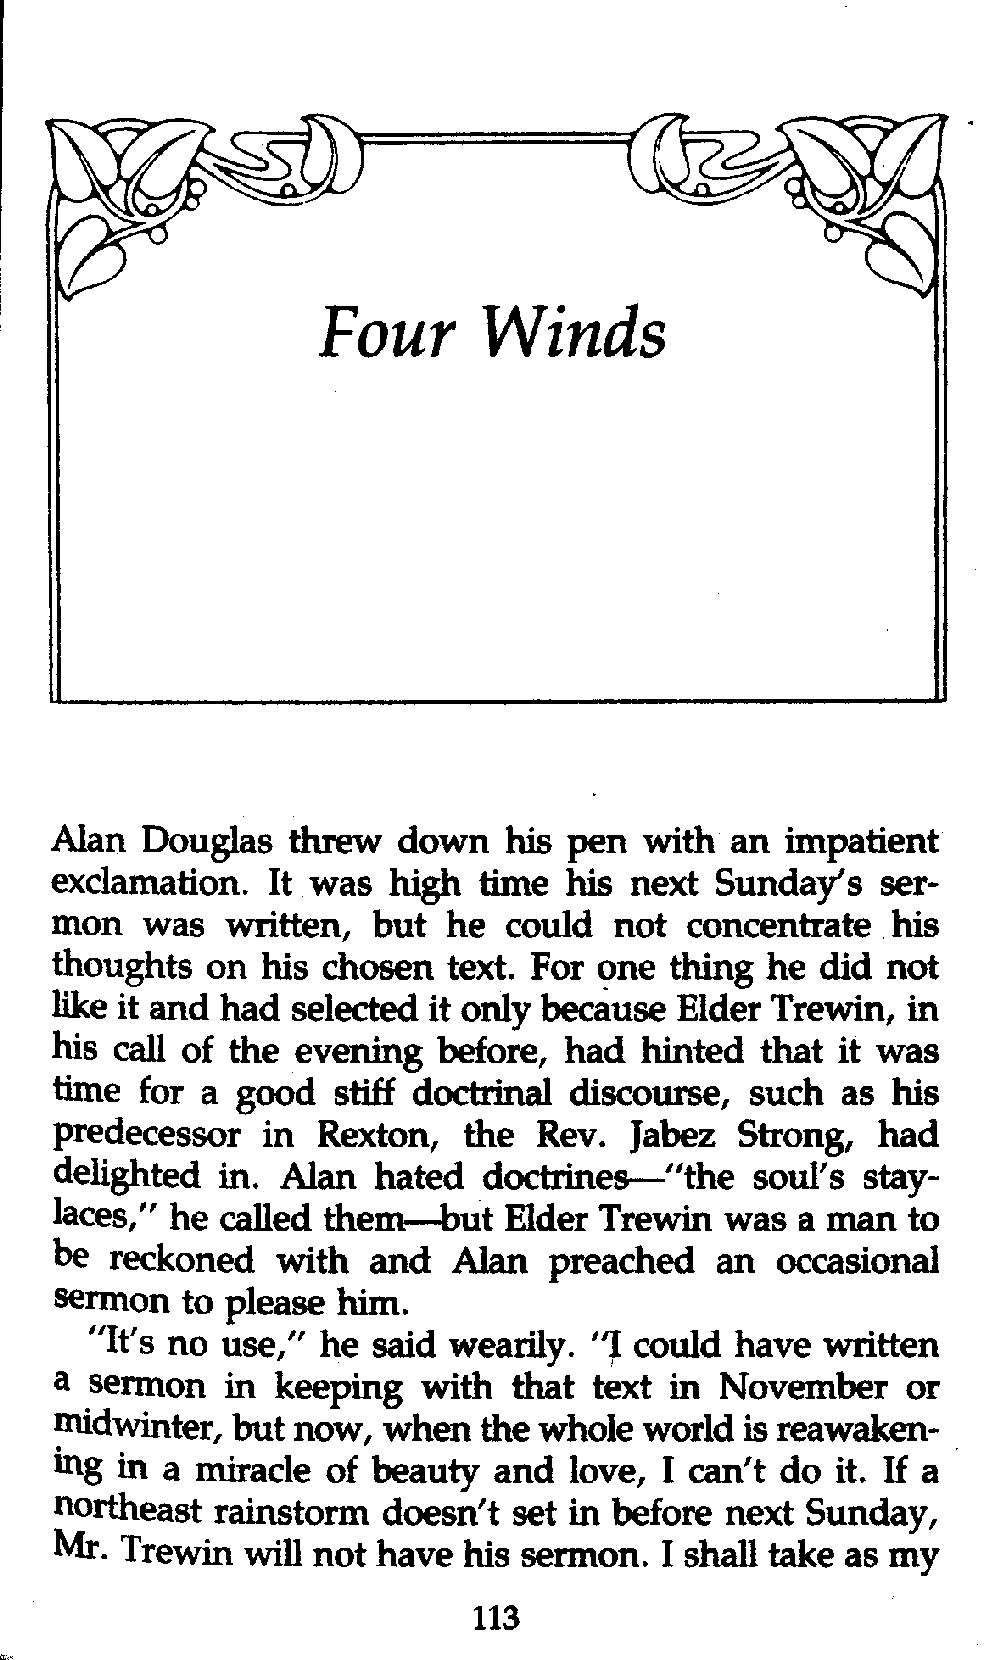 Four Winds
Alan Douglas threw down his pen with an impatient
exclamation. It was high time his next Sunday's ser-
mon was written, but he could not concentrate his
thoughts on his chosen text. For one thing he did not
like it and had selected it only because Elder Trewin, in
his call of the evening before, had hinted that it was
time for a good stiff doctrinal discourse, such as his
predecessor in Rexton, the Rev. Jabez Strong, had
delighted in. Alan hated doctrines—"the soul's stay-
laces," he called them—but Elder Trewin was a man to
be reckoned with and Alan preached an occasional
sermon to please him.
"It's no use," he said wearily. "I could have written
a sermon in keeping with that text in November or
midwinter, but now, when the whole world is reawaken-
ing in a miracle of beauty and love, I can't do it. If a
northeast rainstorm doesn't set in before next Sunday,
Mr. Trewin will not have his sermon. I shall take as my
113